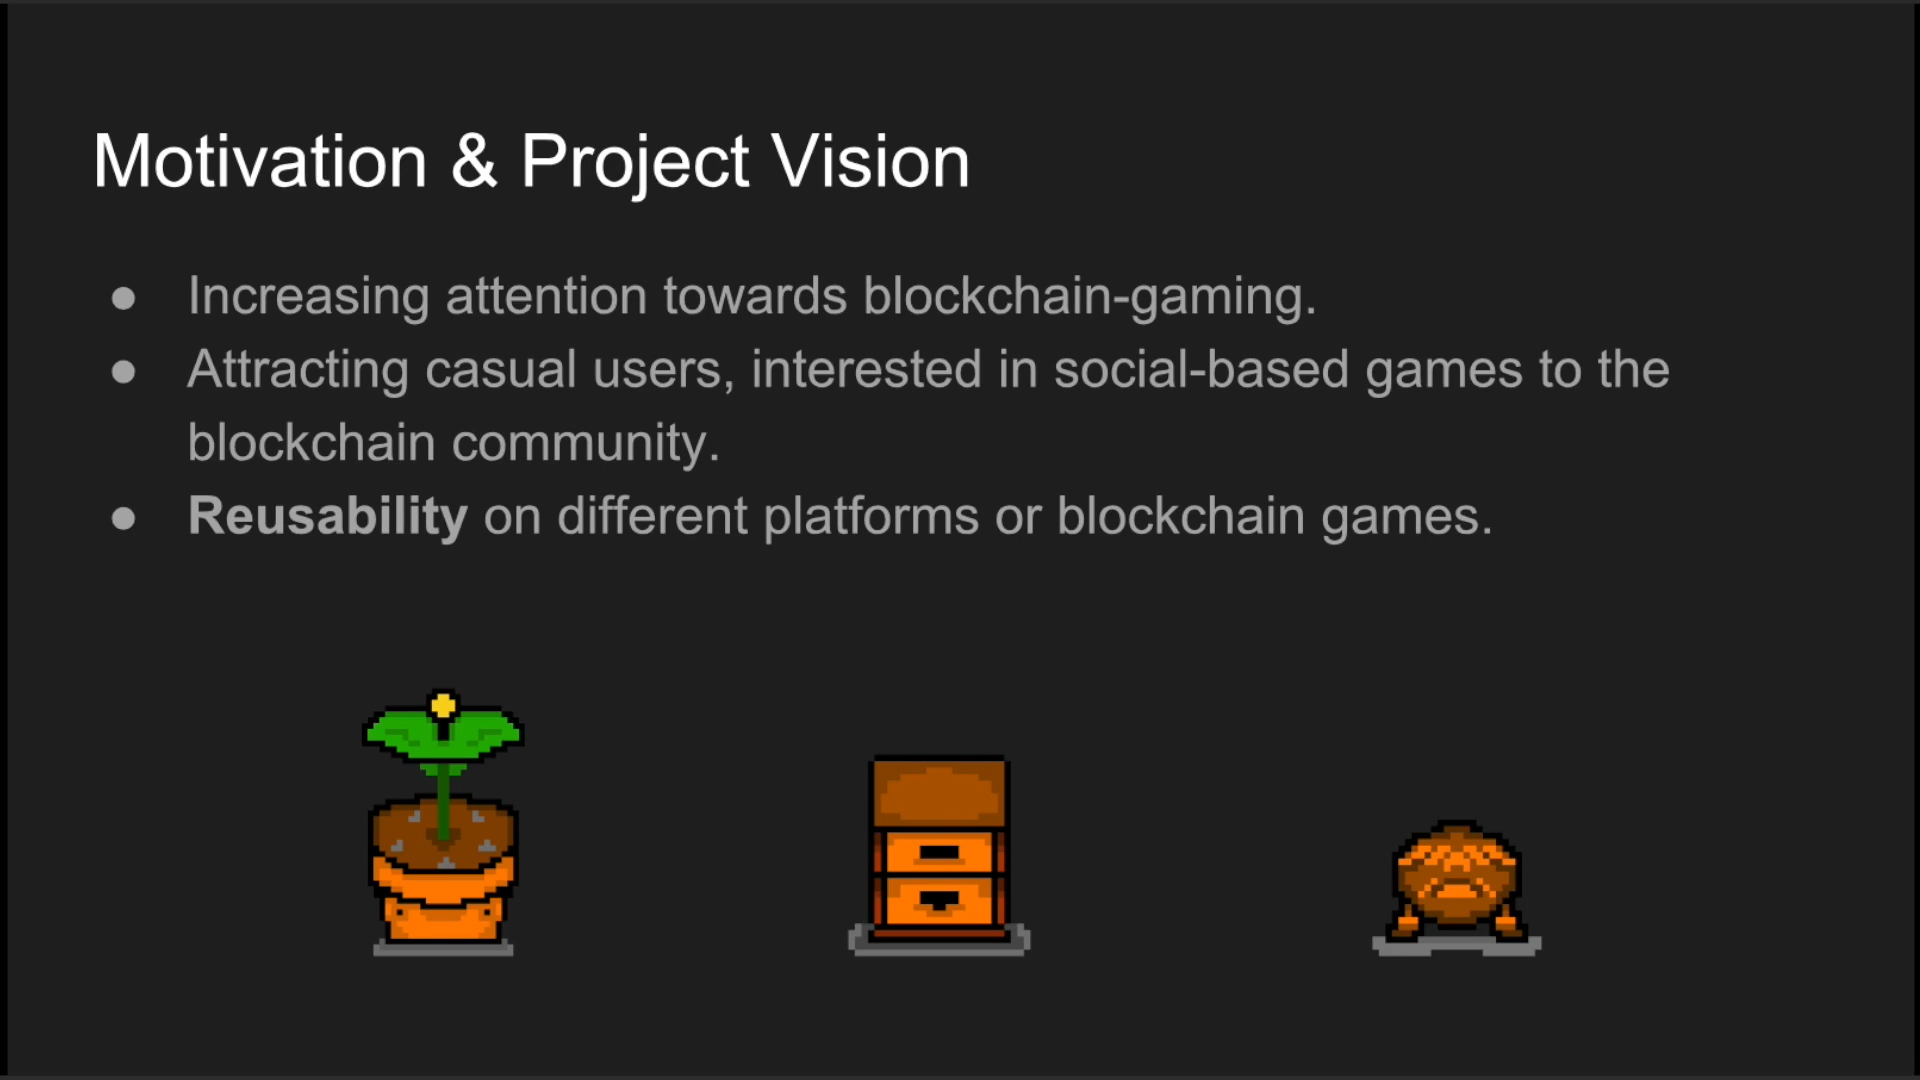 Motivation & Project Vision
● Increasing attention towards blockchain-gaming.
● Attracting casual users, interested in social-based games to the
blockchain community.
● Reusability on different platforms or blockchain games.